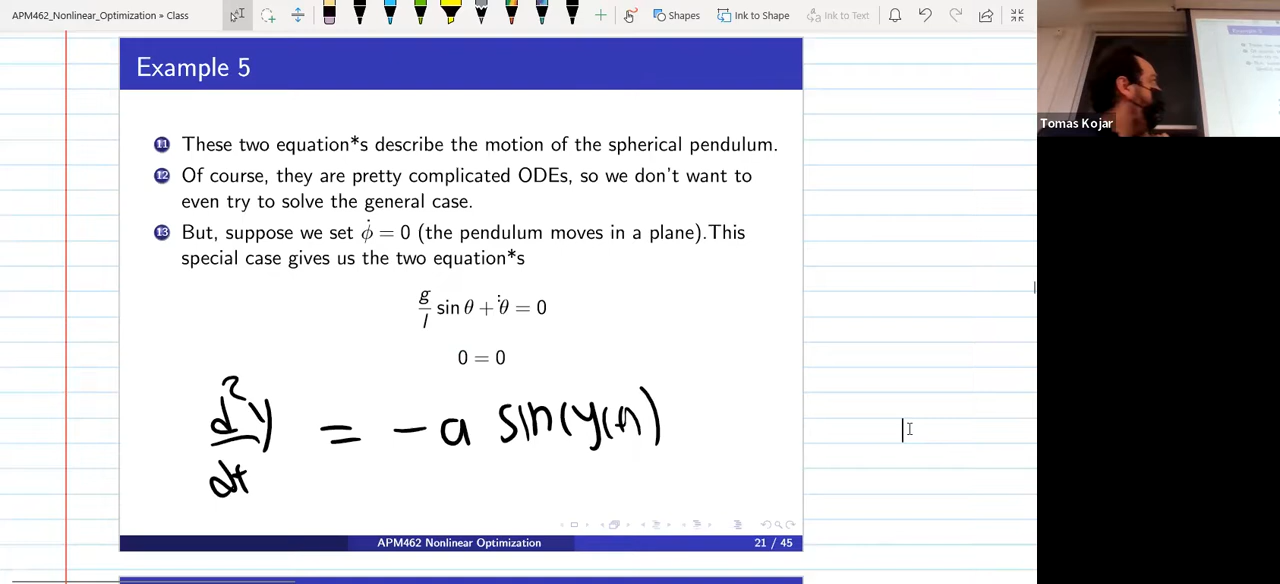 APM462_Nonlinear_Optimization » Class
Shapes
Ink to Shape
Ink to Text
Example 5
11 These two equation*s describe the motion of the spherical pendulum.
12 Of course, they are pretty complicated ODEs, so we don't want to
even try to solve the general case.
13 But, suppose we set ϕ̇ = 0 (the pendulum moves in a plane).This
special case gives us the two equation*s
g/l sin θ + θ̈ = 0
0 = 0
d²y/dt = -a sin(y(t))
APM462 Nonlinear Optimization
21 / 45
Tomas Kojar